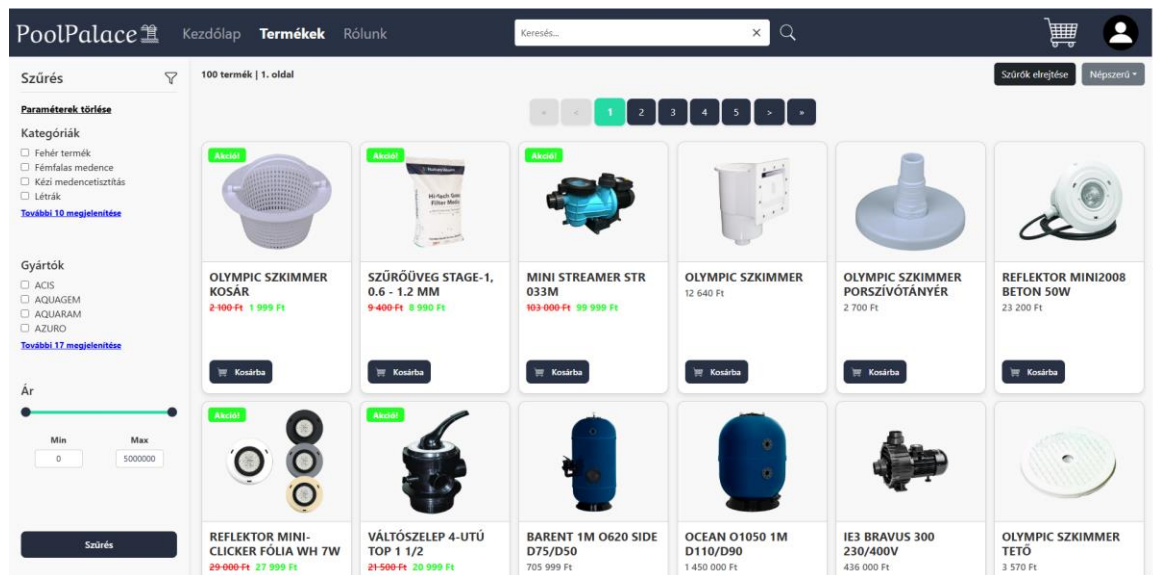 PoolPalace Kezdőlap Termékek Rólunk Keresés...
Szűrés
100 termék | 1. oldal
Szűrők elrejtése
Népszerű
Paraméterek törlése
« < 1 2 3 4 5 > »
Kategóriák
Fehér termék
Fémfalas medence
Kézi medencetisztítás
Létrák
További 10 megjelenítése
Gyártók
ACIS
AQUAGEM
AQUARAM
AZURO
További 17 megjelenítése
Ár
Min
Max
0
5000000
Szűrés
Akció!
OLYMPIC SZKIMMER
KOSÁR
2 100 Ft 1 999 Ft
Kosárba
Akció!
Hi-Tech
Filter Media
SZŰRŐÜVEG STAGE-1,
0.6 - 1.2 MM
9 400 Ft 8 990 Ft
Kosárba
Akció!
MINI STREAMER STR
033M
103 000 Ft 99 999 Ft
Kosárba
OLYMPIC SZKIMMER
12 640 Ft
Kosárba
OLYMPIC SZKIMMER
PORSZÍVÓTÁNYÉR
2 700 Ft
Kosárba
REFLEKTOR MINI2008
BETON 50W
23 200 Ft
Kosárba
Akció!
REFLEKTOR MINI-
CLICKER FÓLIA WH 7W
29 000 Ft 27 999 Ft
Akció!
VÁLTÓSZELEP 4-UTÚ
TOP 1 1/2
21 500 Ft 20 999 Ft
BARENT 1M O620 SIDE
D75/D50
705 999 Ft
OCEAN O1050 1M
D110/D90
1 450 000 Ft
IE3 BRAVUS 300
230/400V
436 000 Ft
OLYMPIC SZKIMMER
TETŐ
3 570 Ft